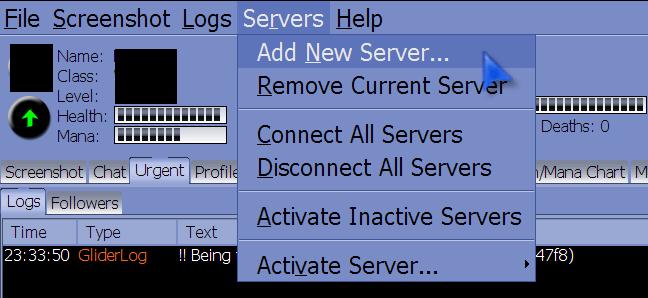 File Screenshot Logs Servers Help
Name:
Class:
Level:
Health:
Mana:
Add New Server...
Remove Current Server
Connect All Servers
Disconnect All Servers
Activate Inactive Servers
Activate Server...
Deaths: 0
Screenshot Chat Urgent Profile /Mana Chart M
Logs Followers
Time Type Text
23:33:50 GliderLog !! Being 47f8)